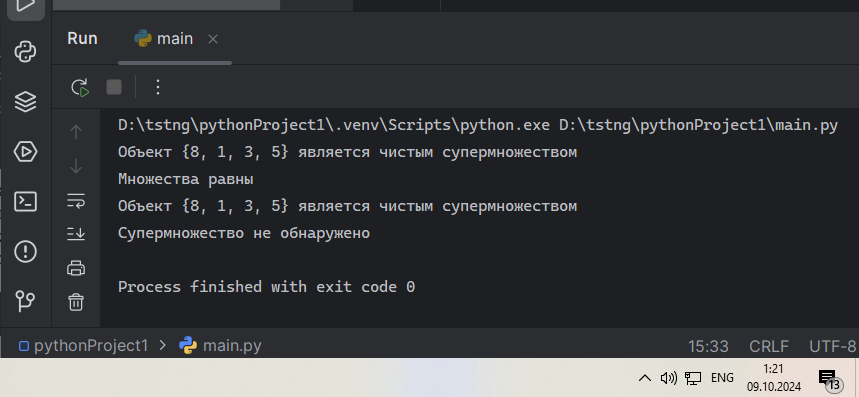 Run
main
D:\tstng\pythonProject1\.venv\Scripts\python.exe D:\tstng\pythonProject1\main.py
Объект {8, 1, 3, 5} является чистым супермножеством
Множества равны
Объект {8, 1, 3, 5} является чистым супермножеством
Супермножество не обнаружено
Process finished with exit code 0
pythonProject1 > main.py 15:33 CRLF UTF-8
ENG 1:21
09.10.2024
13